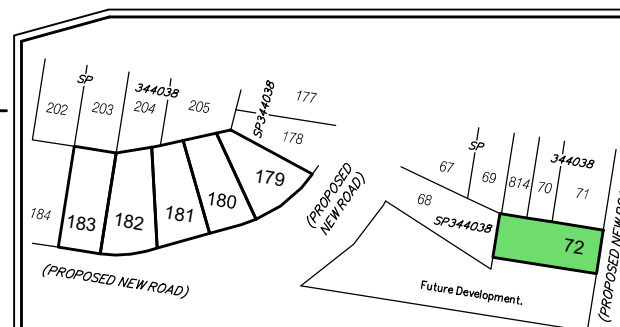 SP
344038
202
203
204
205
SP344038
177
178
184
183
182
181
180
179
(PROPOSED
NEW ROAD)
(PROPOSED NEW ROAD)
SP
344038
67
68
69
814
70
71
SP344038
72
Future Development.
(PROPOSED NEW RO